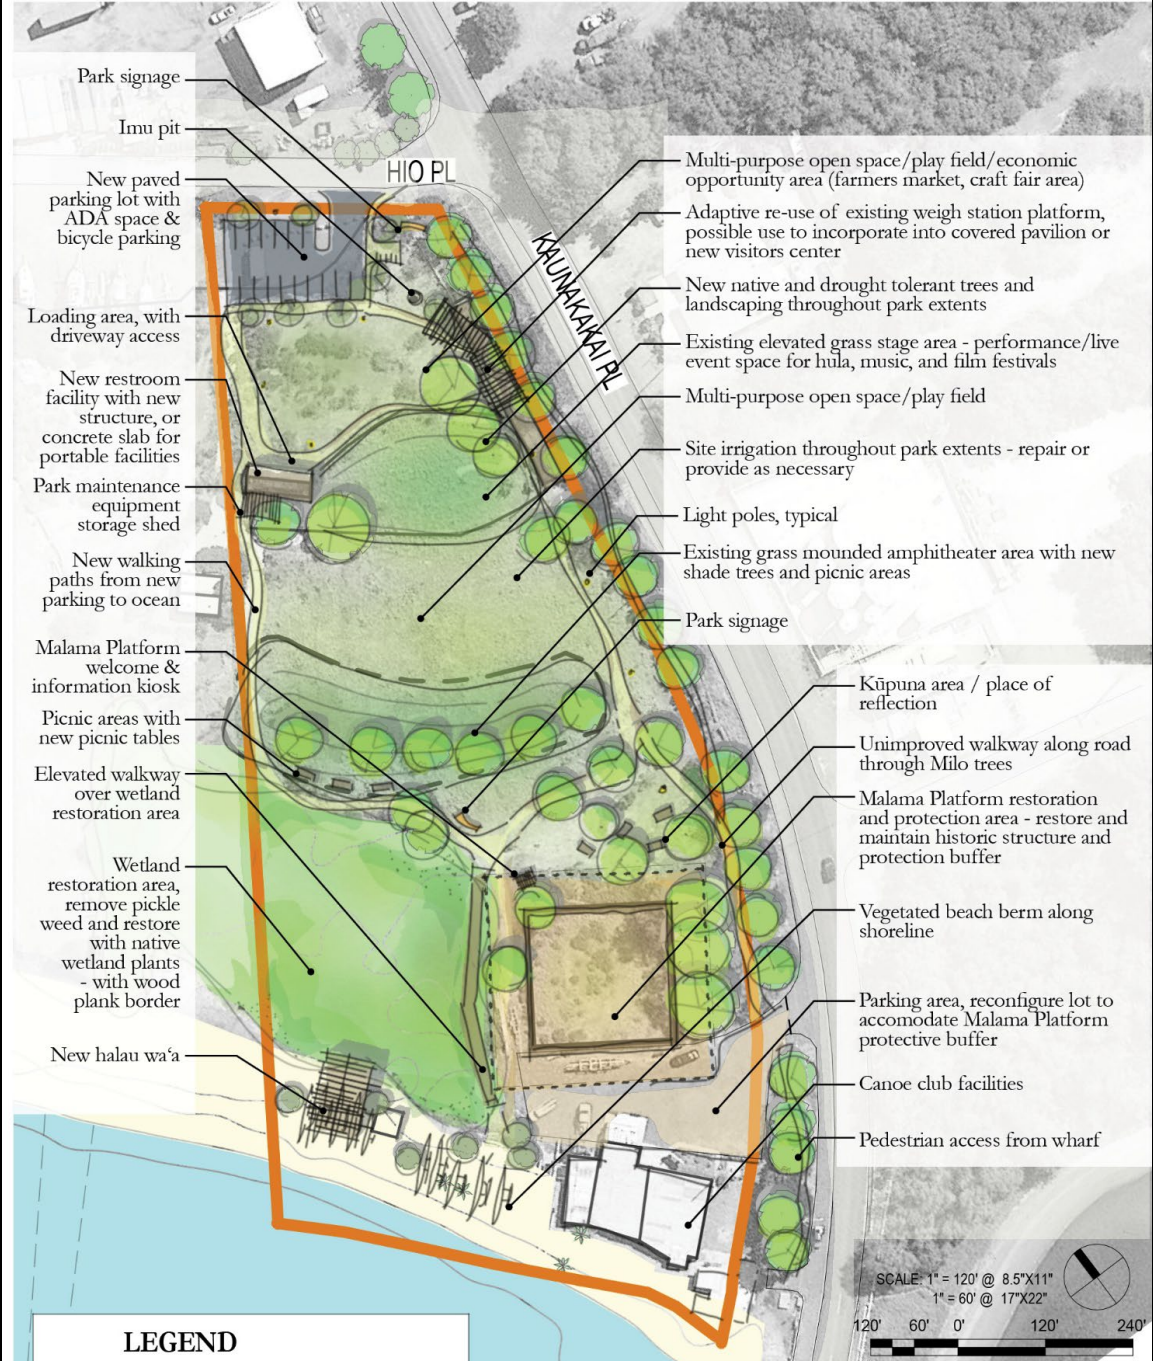 Park signage
Imu pit
New paved
parking lot with
ADA space &
bicycle parking
Loading area, with
driveway access
New restroom
facility with new
structure, or
concrete slab for
portable facilities
Park maintenance
equipment
storage shed
New walking
paths from new
parking to ocean
Malama Platform
welcome &
information kiosk
Picnic areas with
new picnic tables
Elevated walkway
over wetland
restoration area
Wetland
restoration area,
remove pickle
weed and restore
with native
wetland plants
- with wood
plank border
New halau wa‘a
HIO PL
KAUNAKAKAI PL
Multi-purpose open space/play field/economic
opportunity area (farmers market, craft fair area)
Adaptive re-use of existing weigh station platform,
possible use to incorporate into covered pavilion or
new visitors center
New native and drought tolerant trees and
landscaping throughout park extents
Existing elevated grass stage area - performance/live
event space for hula, music, and film festivals
Multi-purpose open space/play field
Site irrigation throughout park extents - repair or
provide as necessary
Light poles, typical
Existing grass mounded amphitheater area with new
shade trees and picnic areas
Park signage
Kūpuna area / place of
reflection
Unimproved walkway along road
through Milo trees
Malama Platform restoration
and protection area - restore and
maintain historic structure and
protection buffer
Vegetated beach berm along
shoreline
Parking area, reconfigure lot to
accomodate Malama Platform
protective buffer
Canoe club facilities
Pedestrian access from wharf
SCALE: 1" = 120' @ 8.5"X11"
1" = 60' @ 17"X22"
120' 60' 0' 120' 240'
LEGEND